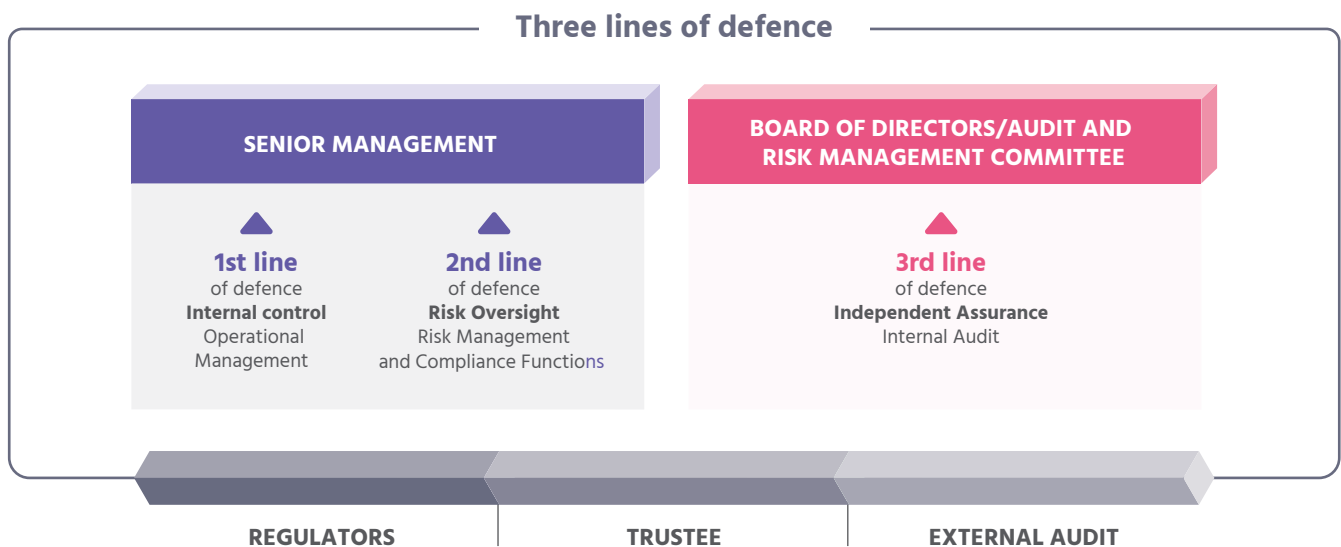 Three lines of defence
SENIOR MANAGEMENT
1st line
of defence
Internal control
Operational
Management
2nd line
of defence
Risk Oversight
Risk Management
and Compliance Functions
BOARD OF DIRECTORS/AUDIT AND
RISK MANAGEMENT COMMITTEE
3rd line
of defence
Independent Assurance
Internal Audit
REGULATORS
TRUSTEE
EXTERNAL AUDIT